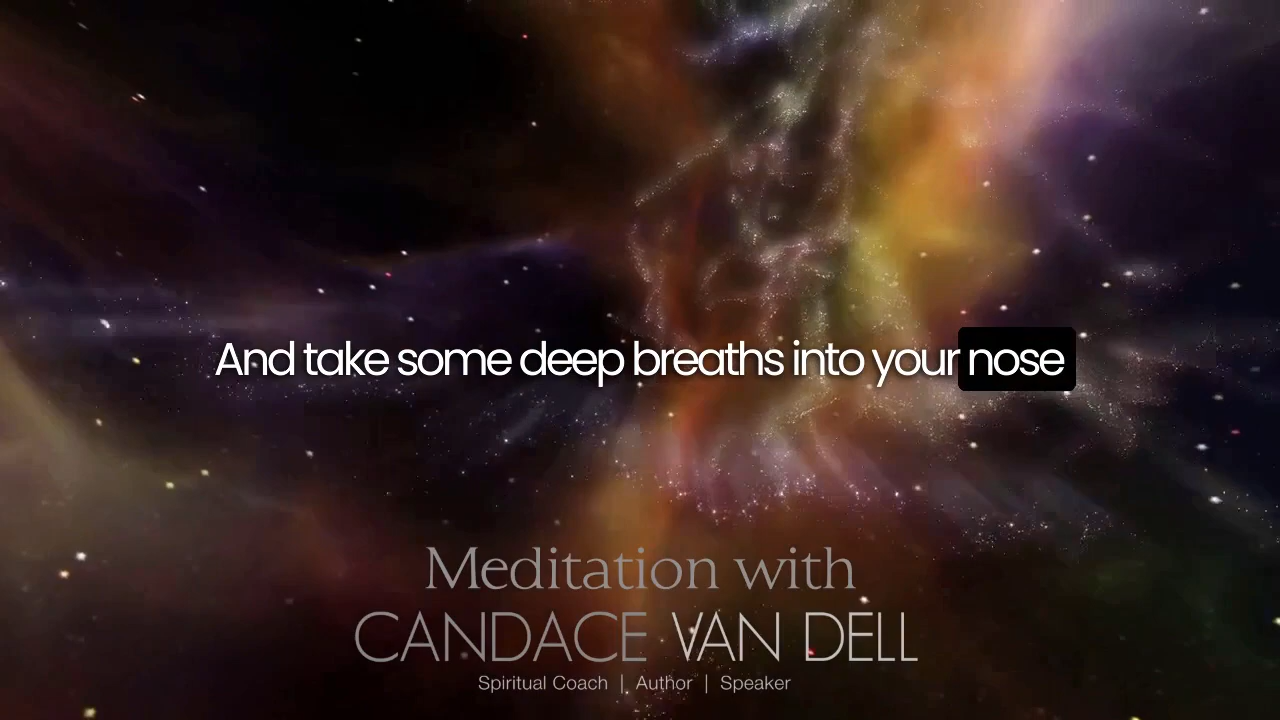 And take some deep breaths into your nose
Meditation with
CANDACE VAN DELL
Spiritual Coach | Author | Speaker